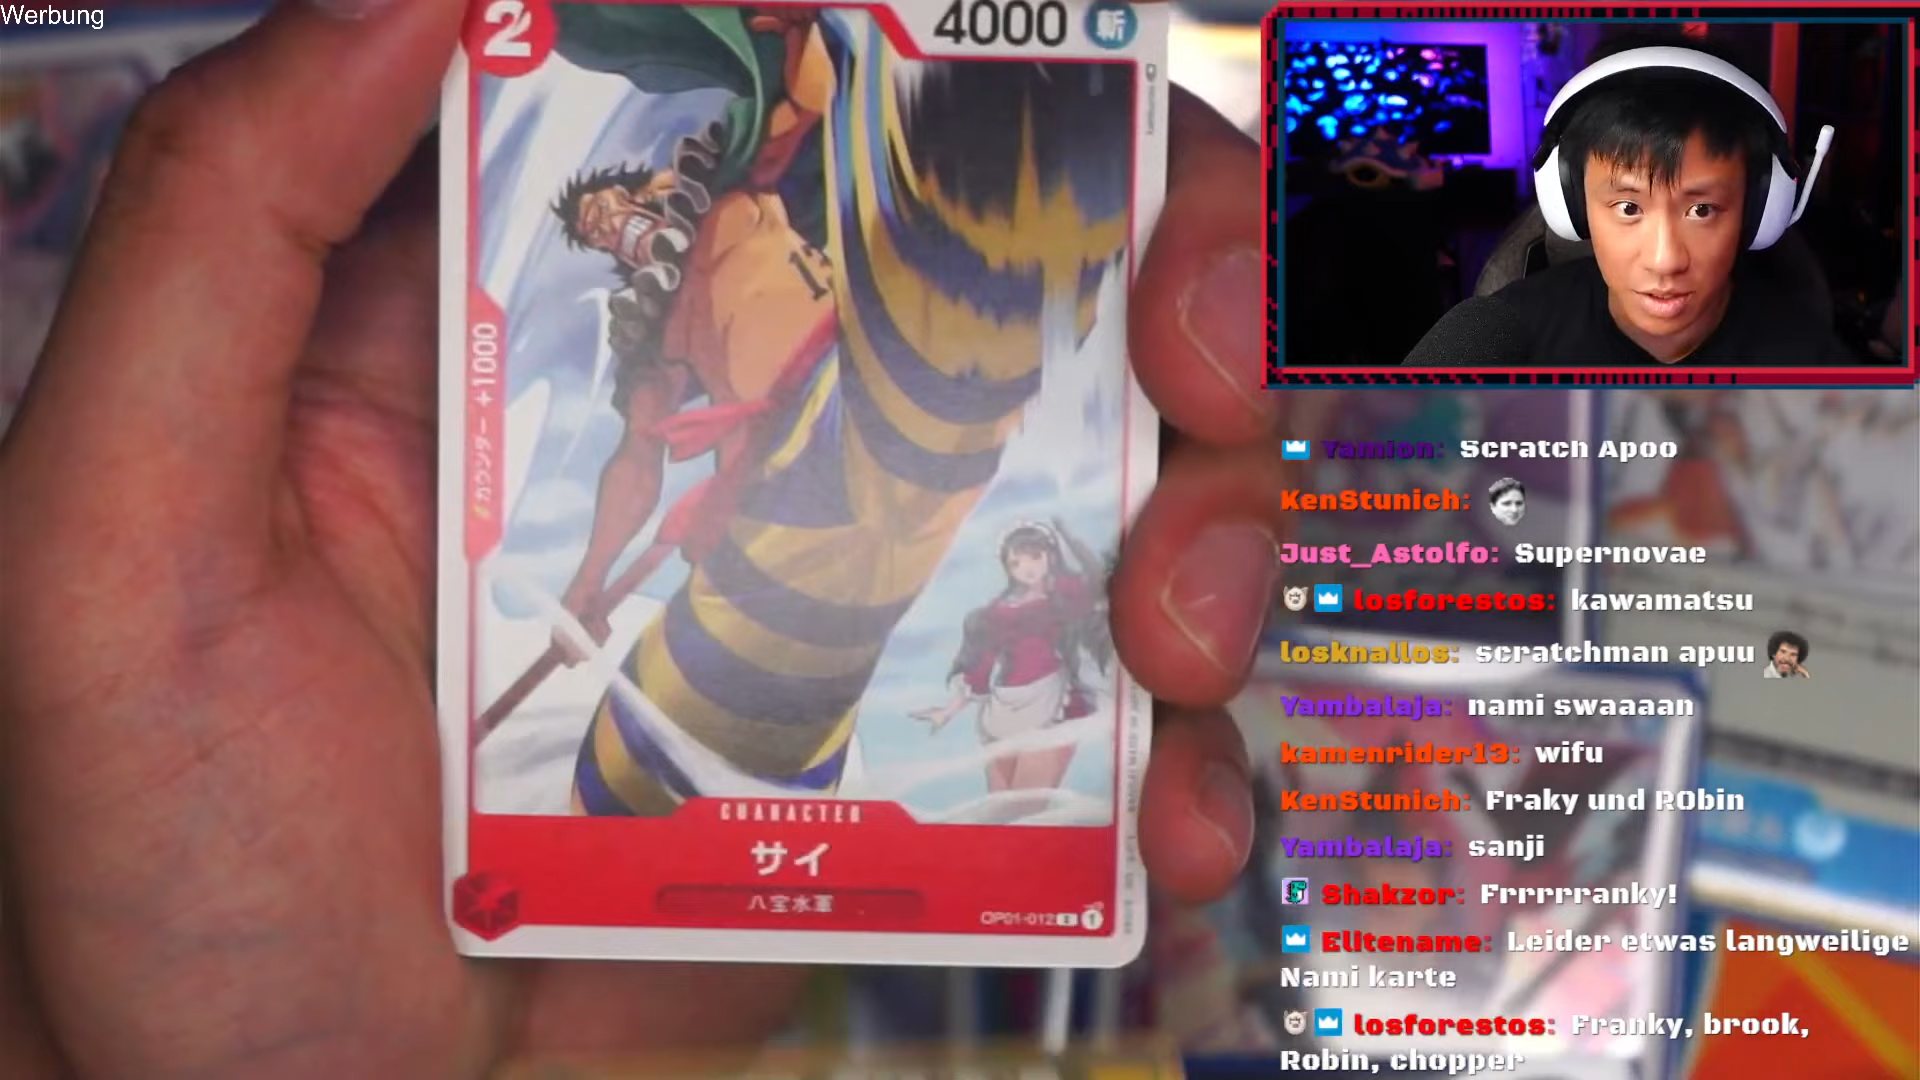 Werbung
2
4000
斬
カウンター+1000
CHARACTER
サイ
八宝水軍
OP01-012
1
Yamion: Scratch Apoo
KenStunich:
Just_Astolfo: Supernovae
losforestos: kawamatsu
losknallos: scratchman apuu
Yambalaja: nami swaaaan
kamenrider13: wifu
KenStunich: Fraky und RObin
Yambalaja: sanji
Shakzor: Frrrrranky!
Elitename: Leider etwas langweilige
Nami karte
losforestos: Franky, brook,
Robin, chopper